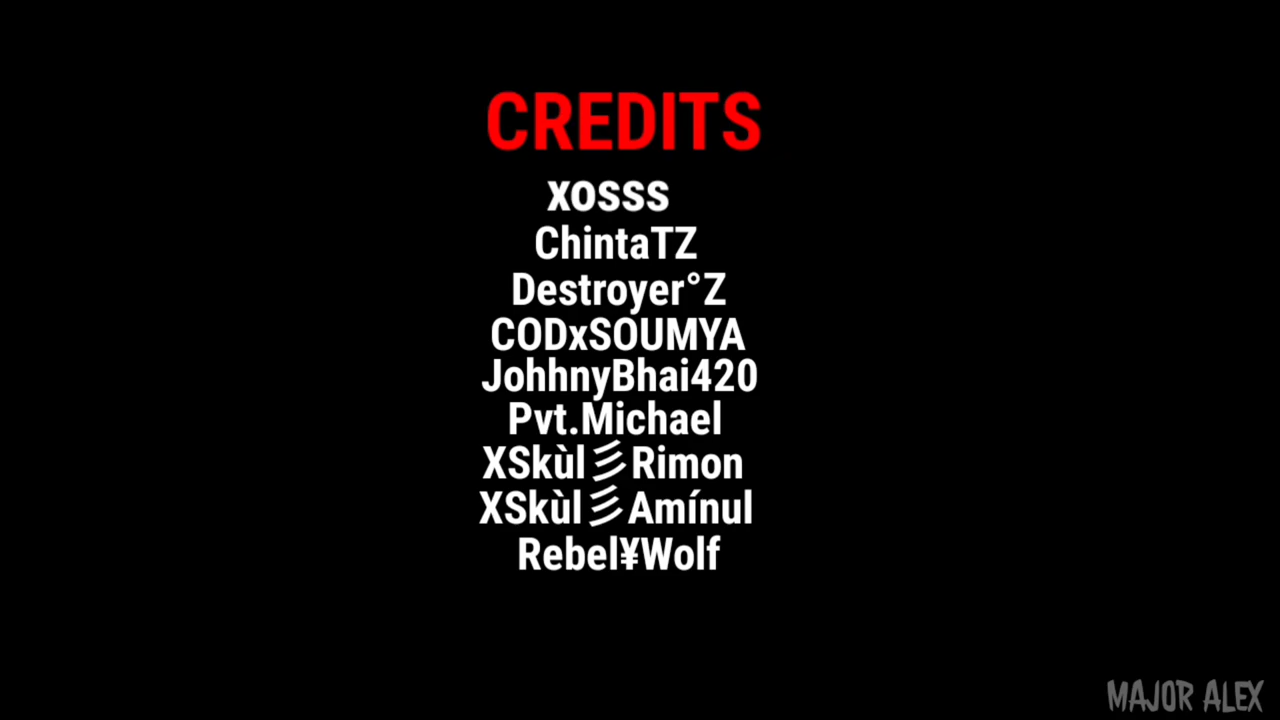 CREDITS
xosss
ChintaTZ
Destroyer°Z
CODxSOUMYA
JohhnyBhai420
Pvt.Michael
XSkùl彡Rimon
XSkùl彡Amínul
Rebel¥Wolf
MAJOR ALEX